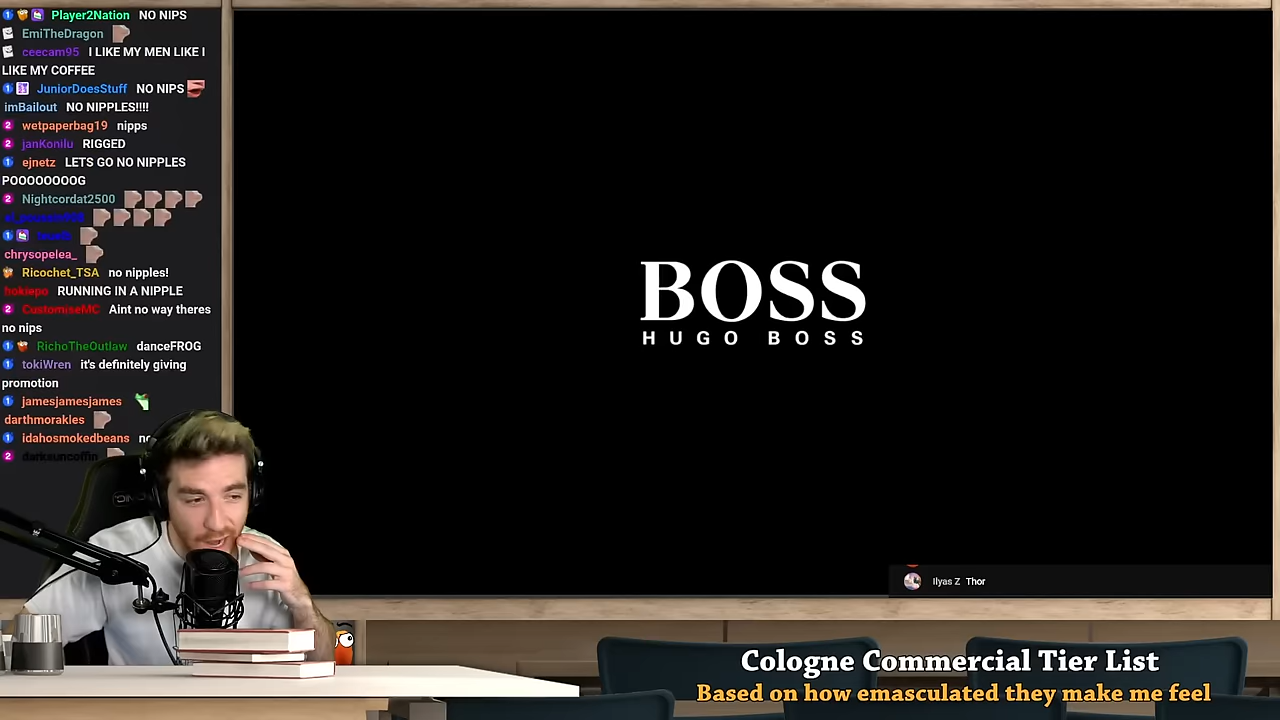 Player2Nation NO NIPS
EmiTheDragon
ceecam95 I LIKE MY MEN LIKE I
LIKE MY COFFEE
JuniorDoesStuff NO NIPS
imBailout NO NIPPLES!!!!
wetpaperbag19 nipps
janKonilu RIGGED
ejnetz LETS GO NO NIPPLES
POOOOOOOOG
Nightcordat2500
chrysopelea_
Ricochet_TSA no nipples!
hokiepo RUNNING IN A NIPPLE
CustomiseMC Aint no way theres
no nips
RichoTheOutlaw danceFROG
tokiWren it's definitely giving
promotion
jamesjamesjames
darthmorakles
idahosmokedbeans
darksuncoffin
BOSS
HUGO BOSS
Ilyas Z Thor
Cologne Commercial Tier List
Based on how emasculated they make me feel